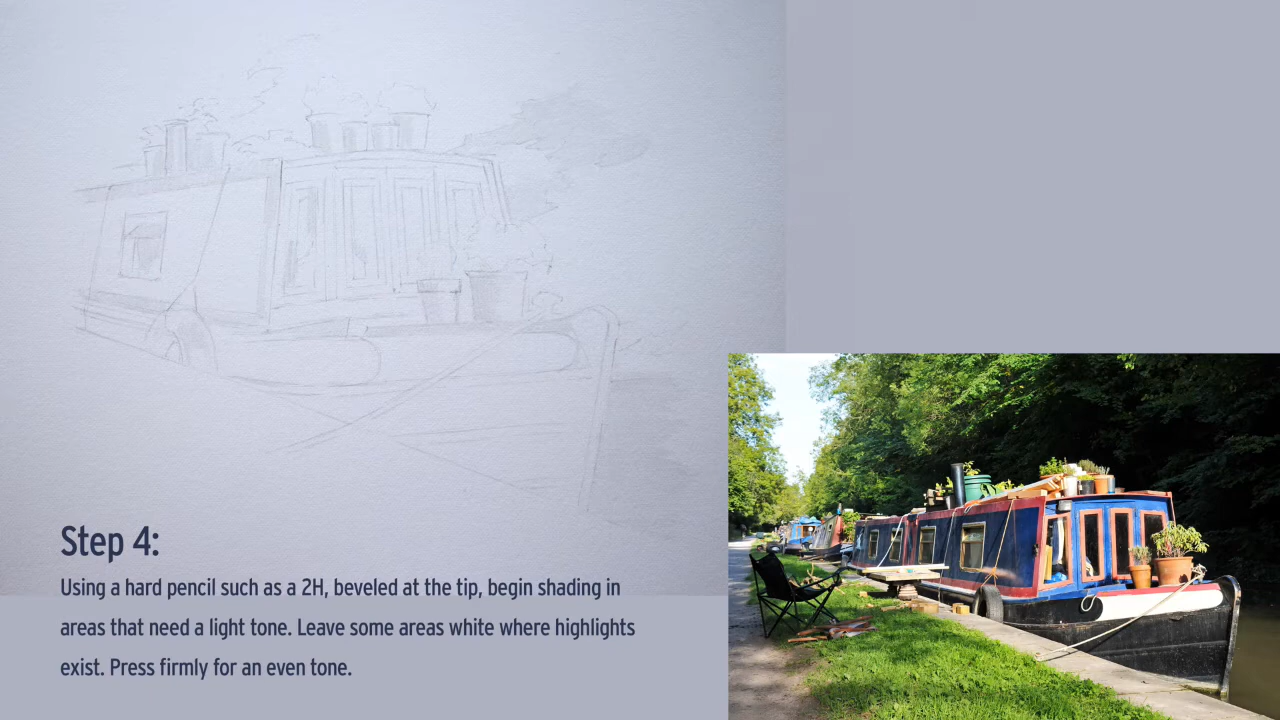 Step 4:
Using a hard pencil such as a 2H, beveled at the tip, begin shading in
areas that need a light tone. Leave some areas white where highlights
exist. Press firmly for an even tone.